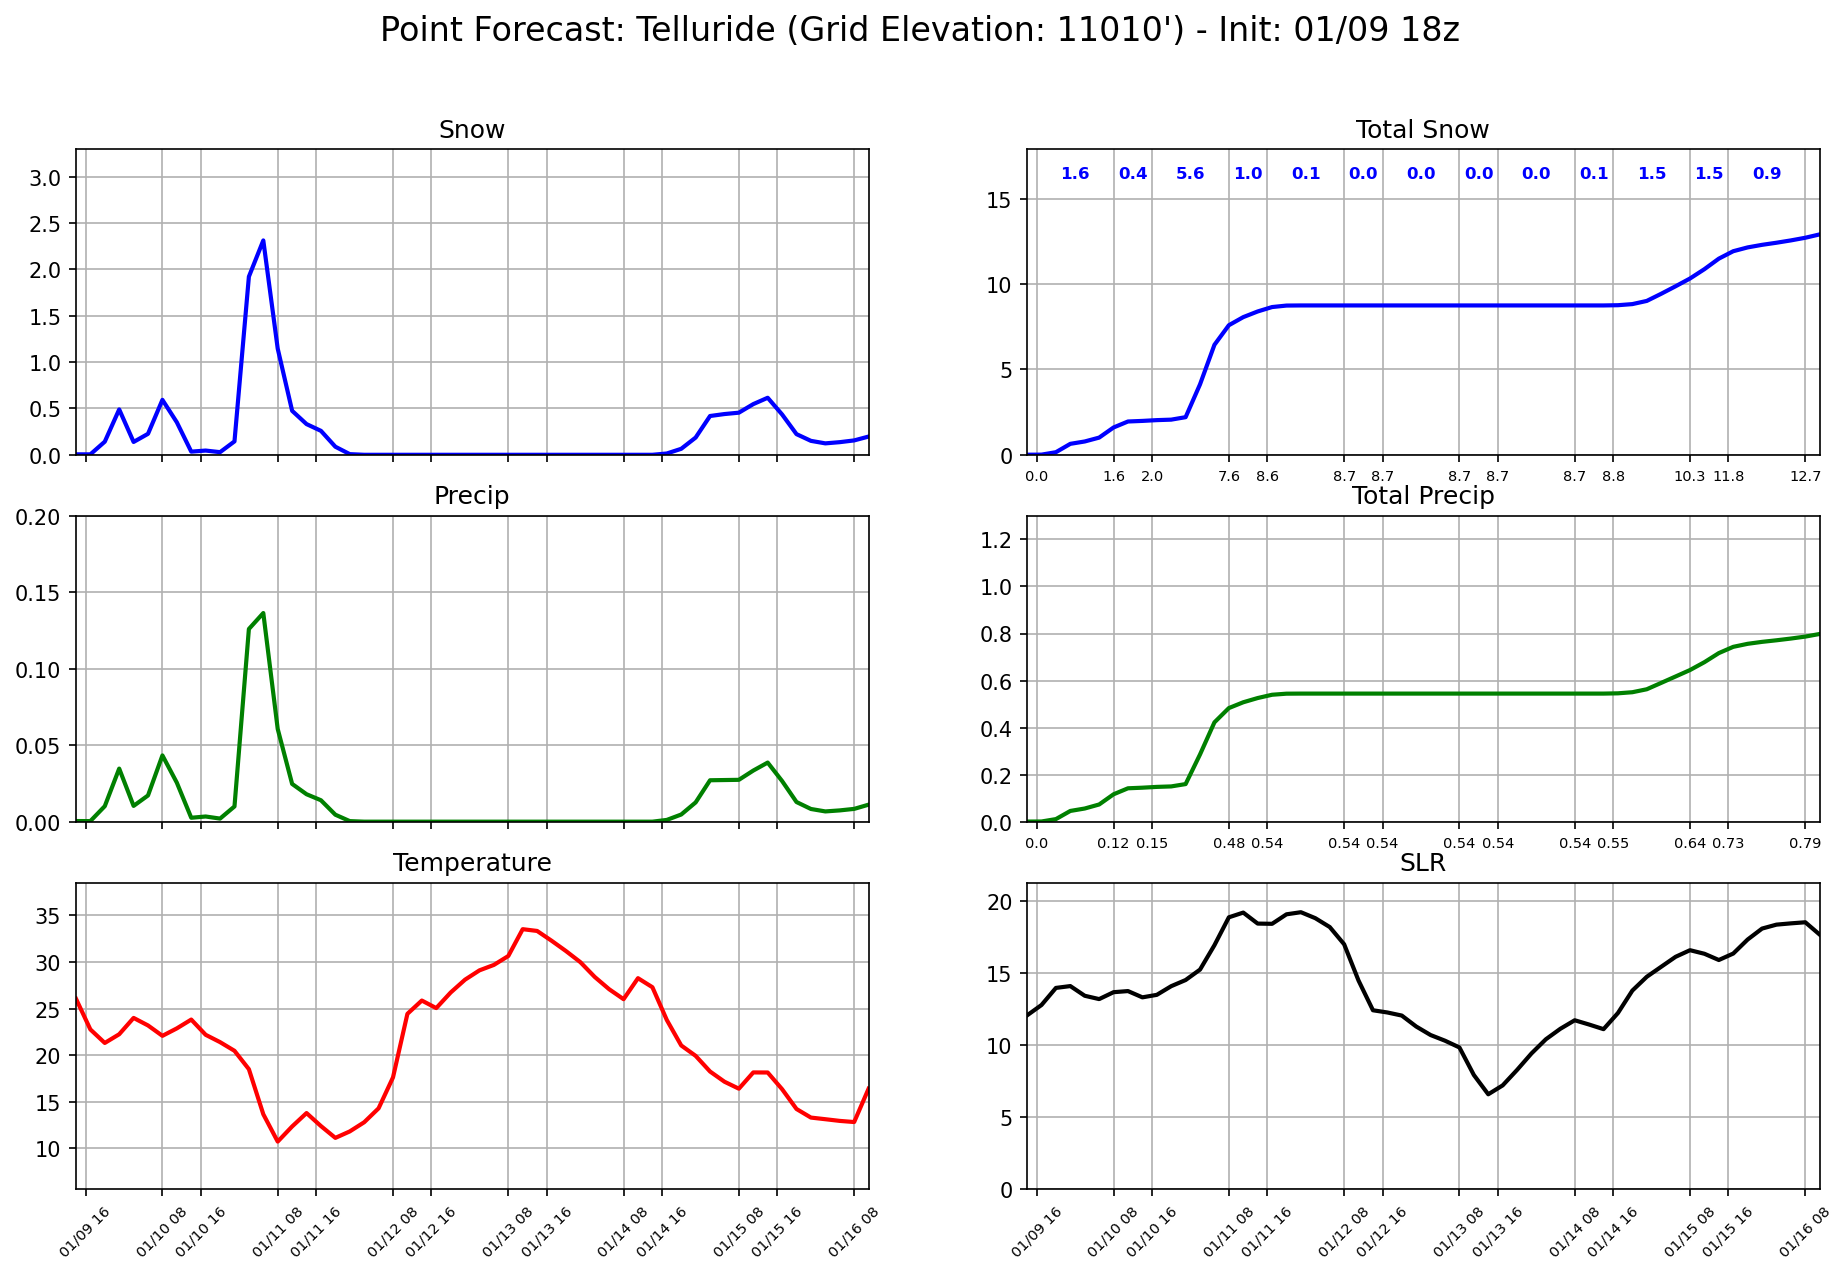 Point Forecast: Telluride (Grid Elevation: 11010') - Init: 01/09 18z
Snow
3.0
2.5
2.0
1.5
1.0
0.5
0.0
Total Snow
1.6 0.4 5.6 1.0 0.1 0.0 0.0 0.0 0.0 0.1 1.5 1.5 0.9
15
10
5
0
0.0 1.6 2.0 7.6 8.6 8.7 8.7 8.7 8.7 8.7 8.8 10.3 11.8 12.7
Precip
0.20
0.15
0.10
0.05
0.00
Total Precip
1.2
1.0
0.8
0.6
0.4
0.2
0.0
0.0 0.12 0.15 0.48 0.54 0.54 0.54 0.54 0.54 0.54 0.55 0.64 0.73 0.79
Temperature
35
30
25
20
15
10
01/09 16 01/10 08 01/10 16 01/11 08 01/11 16 01/12 08 01/12 16 01/13 08 01/13 16 01/14 08 01/14 16 01/15 08 01/15 16 01/16 08
SLR
20
15
10
5
0
01/09 16 01/10 08 01/10 16 01/11 08 01/11 16 01/12 08 01/12 16 01/13 08 01/13 16 01/14 08 01/14 16 01/15 08 01/15 16 01/16 08